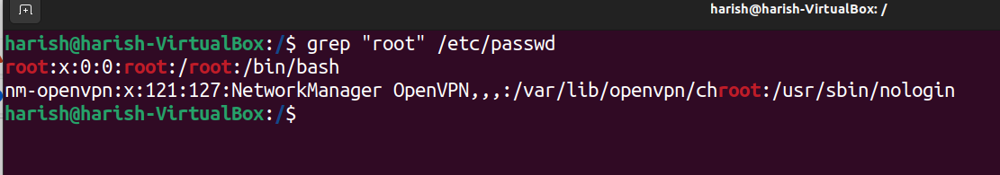 harish@harish-VirtualBox: /
harish@harish-VirtualBox:/$ grep "root" /etc/passwd
root:x:0:0:root:/root:/bin/bash
nm-openvpn:x:121:127:NetworkManager OpenVPN,,,:/var/lib/openvpn/chroot:/usr/sbin/nologin
harish@harish-VirtualBox:/$